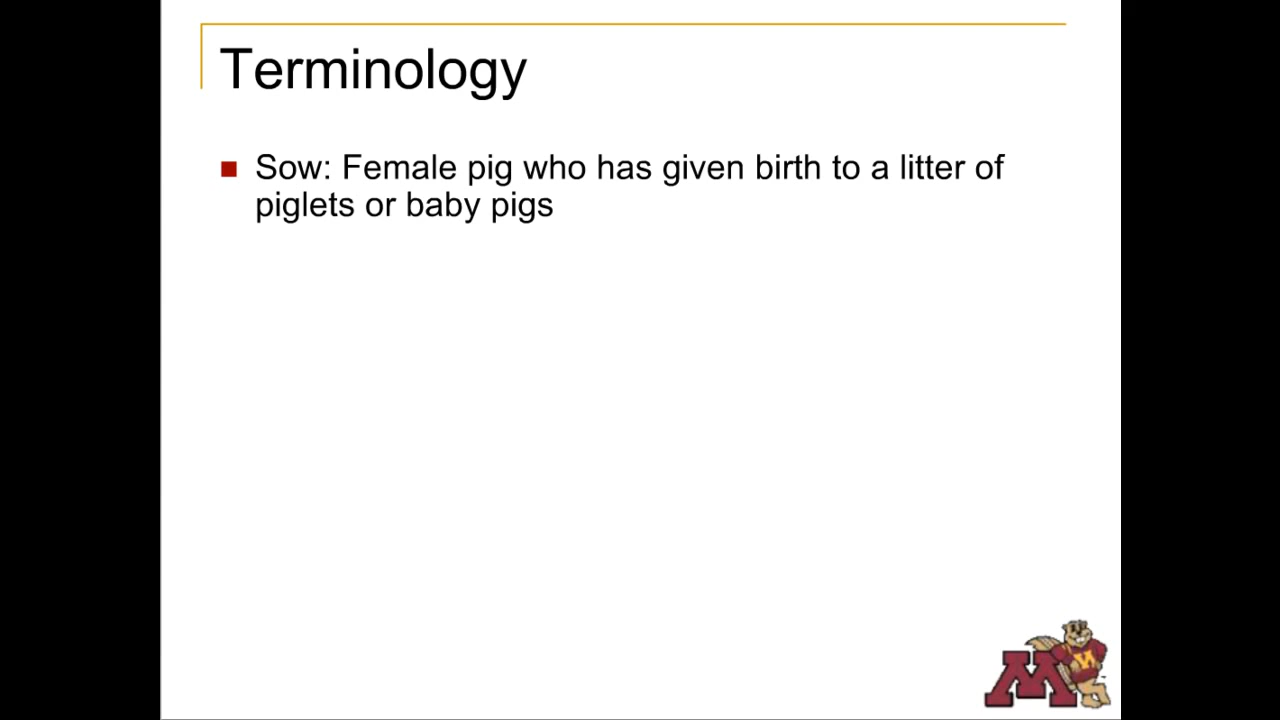 Terminology
Sow: Female pig who has given birth to a litter of
piglets or baby pigs
M